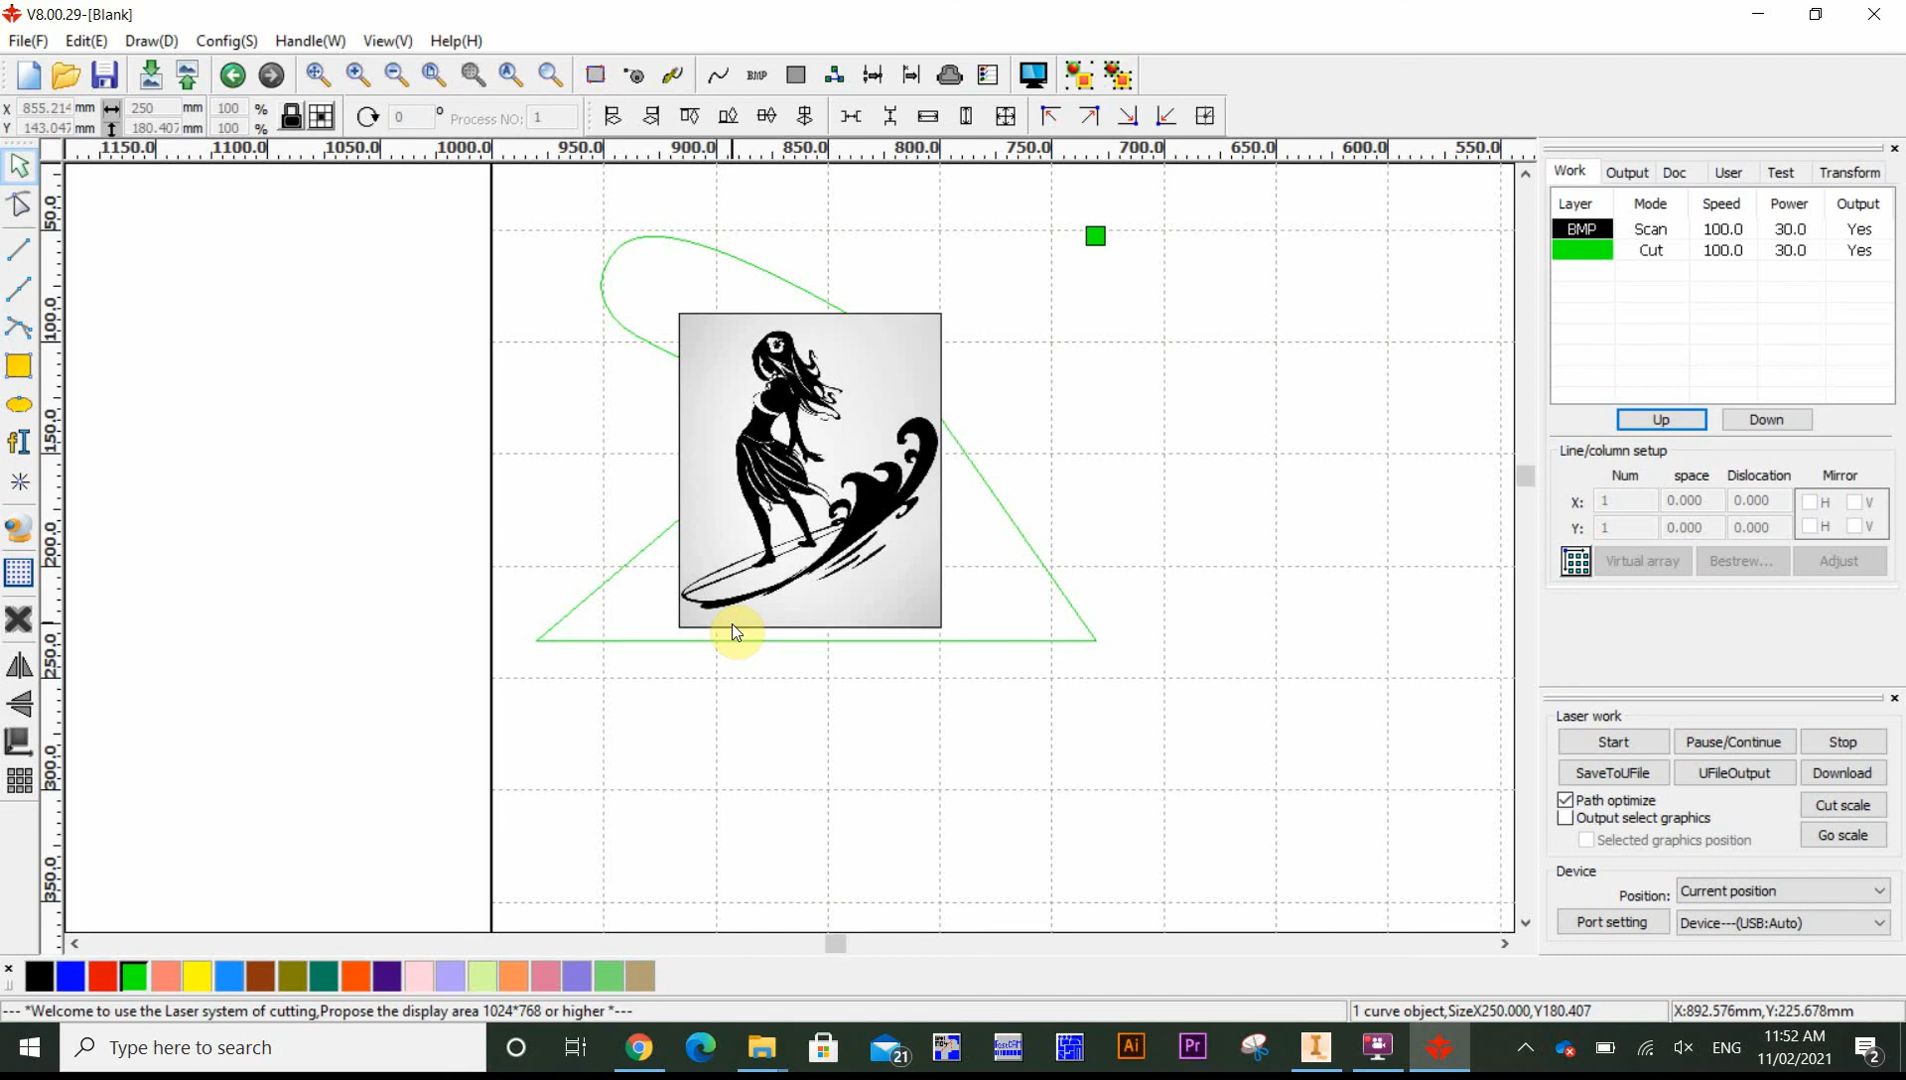 V8.00.29-[Blank]
File(F) Edit(E) Draw(D) Config(S) Handle(W) View(V) Help(H)
BMP
X 855.214 mm 250 mm 100 %
Y 143.047 mm 180.407 mm 100 %
0 ° Process NO: 1
1150.0 1100.0 1050.0 1000.0 950.0 900.0 850.0 800.0 750.0 700.0 650.0 600.0 550.0
50.0
100.0
150.0
200.0
250.0
300.0
350.0
Work Output Doc User Test Transform
Layer Mode Speed Power Output
BMP Scan 100.0 30.0 Yes
Cut 100.0 30.0 Yes
Up Down
Line/column setup
Num space Dislocation Mirror
X: 1 0.000 0.000 H V
Y: 1 0.000 0.000 H V
Virtual array Bestrew... Adjust
Laser work
Start Pause/Continue Stop
SaveToUFile UFileOutput Download
Path optimize Cut scale
Output select graphics
Selected graphics position Go scale
Device
Position: Current position
Port setting Device---(USB:Auto)
--- *Welcome to use the Laser system of cutting,Propose the display area 1024*768 or higher *---
1 curve object,SizeX250.000,Y180.407
X:892.576mm,Y:225.678mm
Type here to search
21
FastCAM
Ai
Pr
ENG
11:52 AM
11/02/2021
2